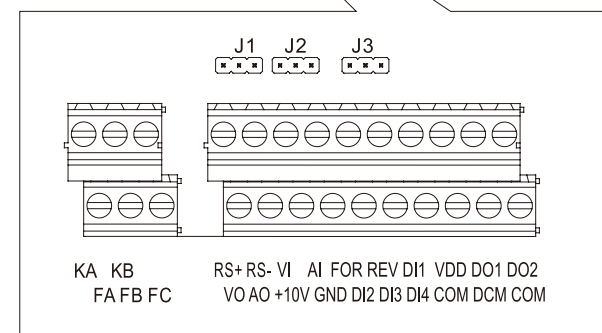 J1 J2 J3
KA KB RS+ RS- VI AI FOR REV DI1 VDD DO1 DO2
FA FB FC VO AO +10V GND DI2 DI3 DI4 COM DCM COM